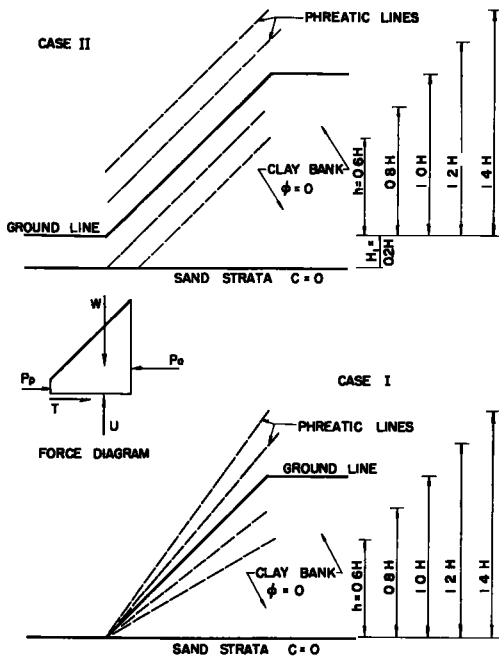 PHREATIC LINES
CASE II
CLAY BANK
φ = 0
h = 0.6H
0.8H
1.0H
1.2H
1.4H
GROUND LINE
H₁ =
0.2H
SAND STRATA C = 0
W
Pp
Pa
T
U
FORCE DIAGRAM
CASE I
PHREATIC LINES
GROUND LINE
CLAY BANK
φ = 0
h = 0.6H
0.8H
1.0H
1.2H
1.4H
SAND STRATA C = 0